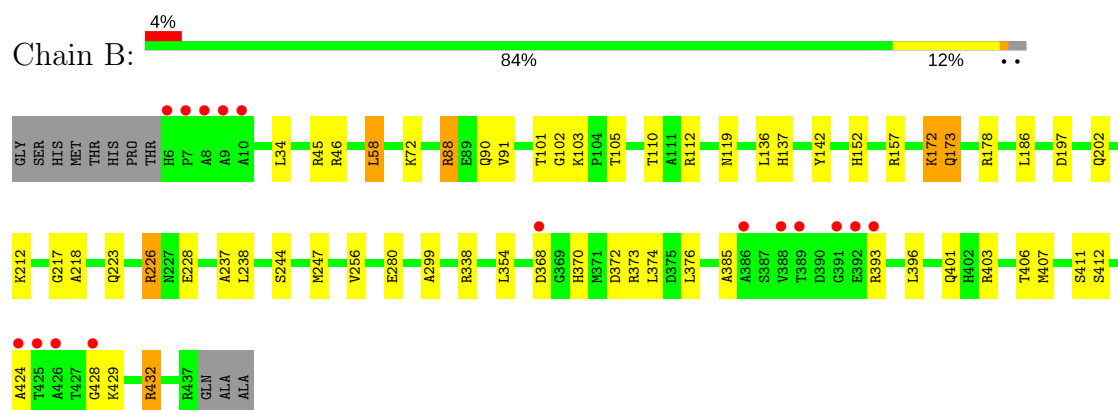 4%
Chain B:
84% 12%
GLY SER HIS MET THR HIS PRO THR H6 P7 A8 A9 A10 L34 R45 R46 L58 K72 R88 E89 Q90 V91 T101 G102 K103 P104 T105 T110 A111 R112 N119 L136 H137 Y142 H152 R157 K172 Q173 R178 L186 D197 Q202
K212 G217 A218 Q223 R226 N227 E228 A237 L238 S244 M247 V256 E280 A299 R338 L354 D368 G369 H370 M371 D372 R373 L374 D375 L376 A385 A386 S387 V388 T389 D390 G391 E392 R393 L396 Q401 H402 R403 T406 M407 S411 S412
A424 T425 A426 T427 G428 K429 R432 R437 GLN ALA ALA